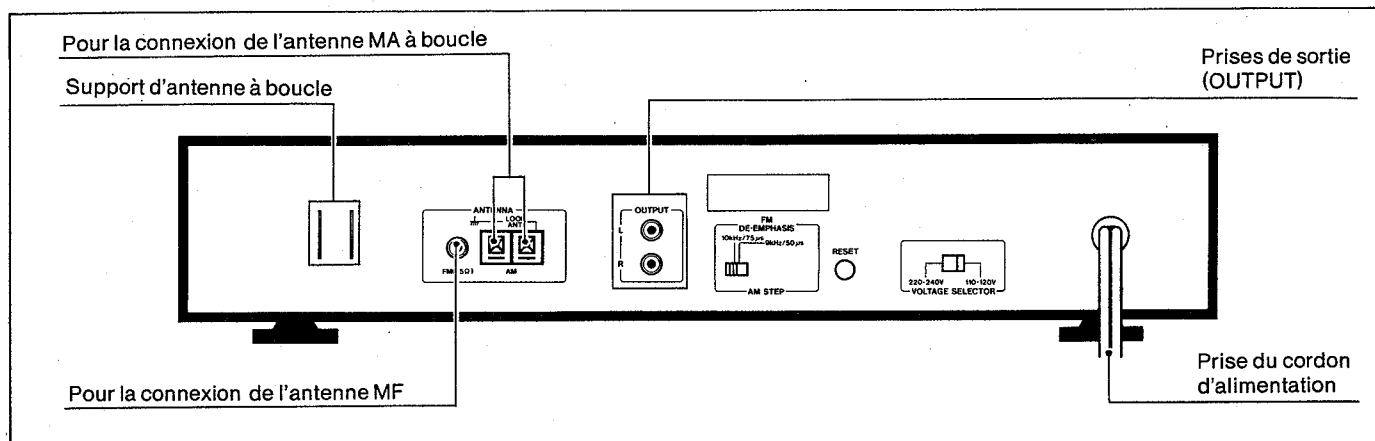 Pour la connexion de l'antenne MA à boucle
Support d'antenne à boucle
Prises de sortie
(OUTPUT)
ANTENNA
LOOP
ANT
FM
AM
OUTPUT
L
R
FM
DE-EMPHASIS
10kHz/75µs
9kHz/50µs
AM STEP
RESET
220-240V
110-120V
VOLTAGE SELECTOR
Pour la connexion de l'antenne MF
Prise du cordon
d'alimentation